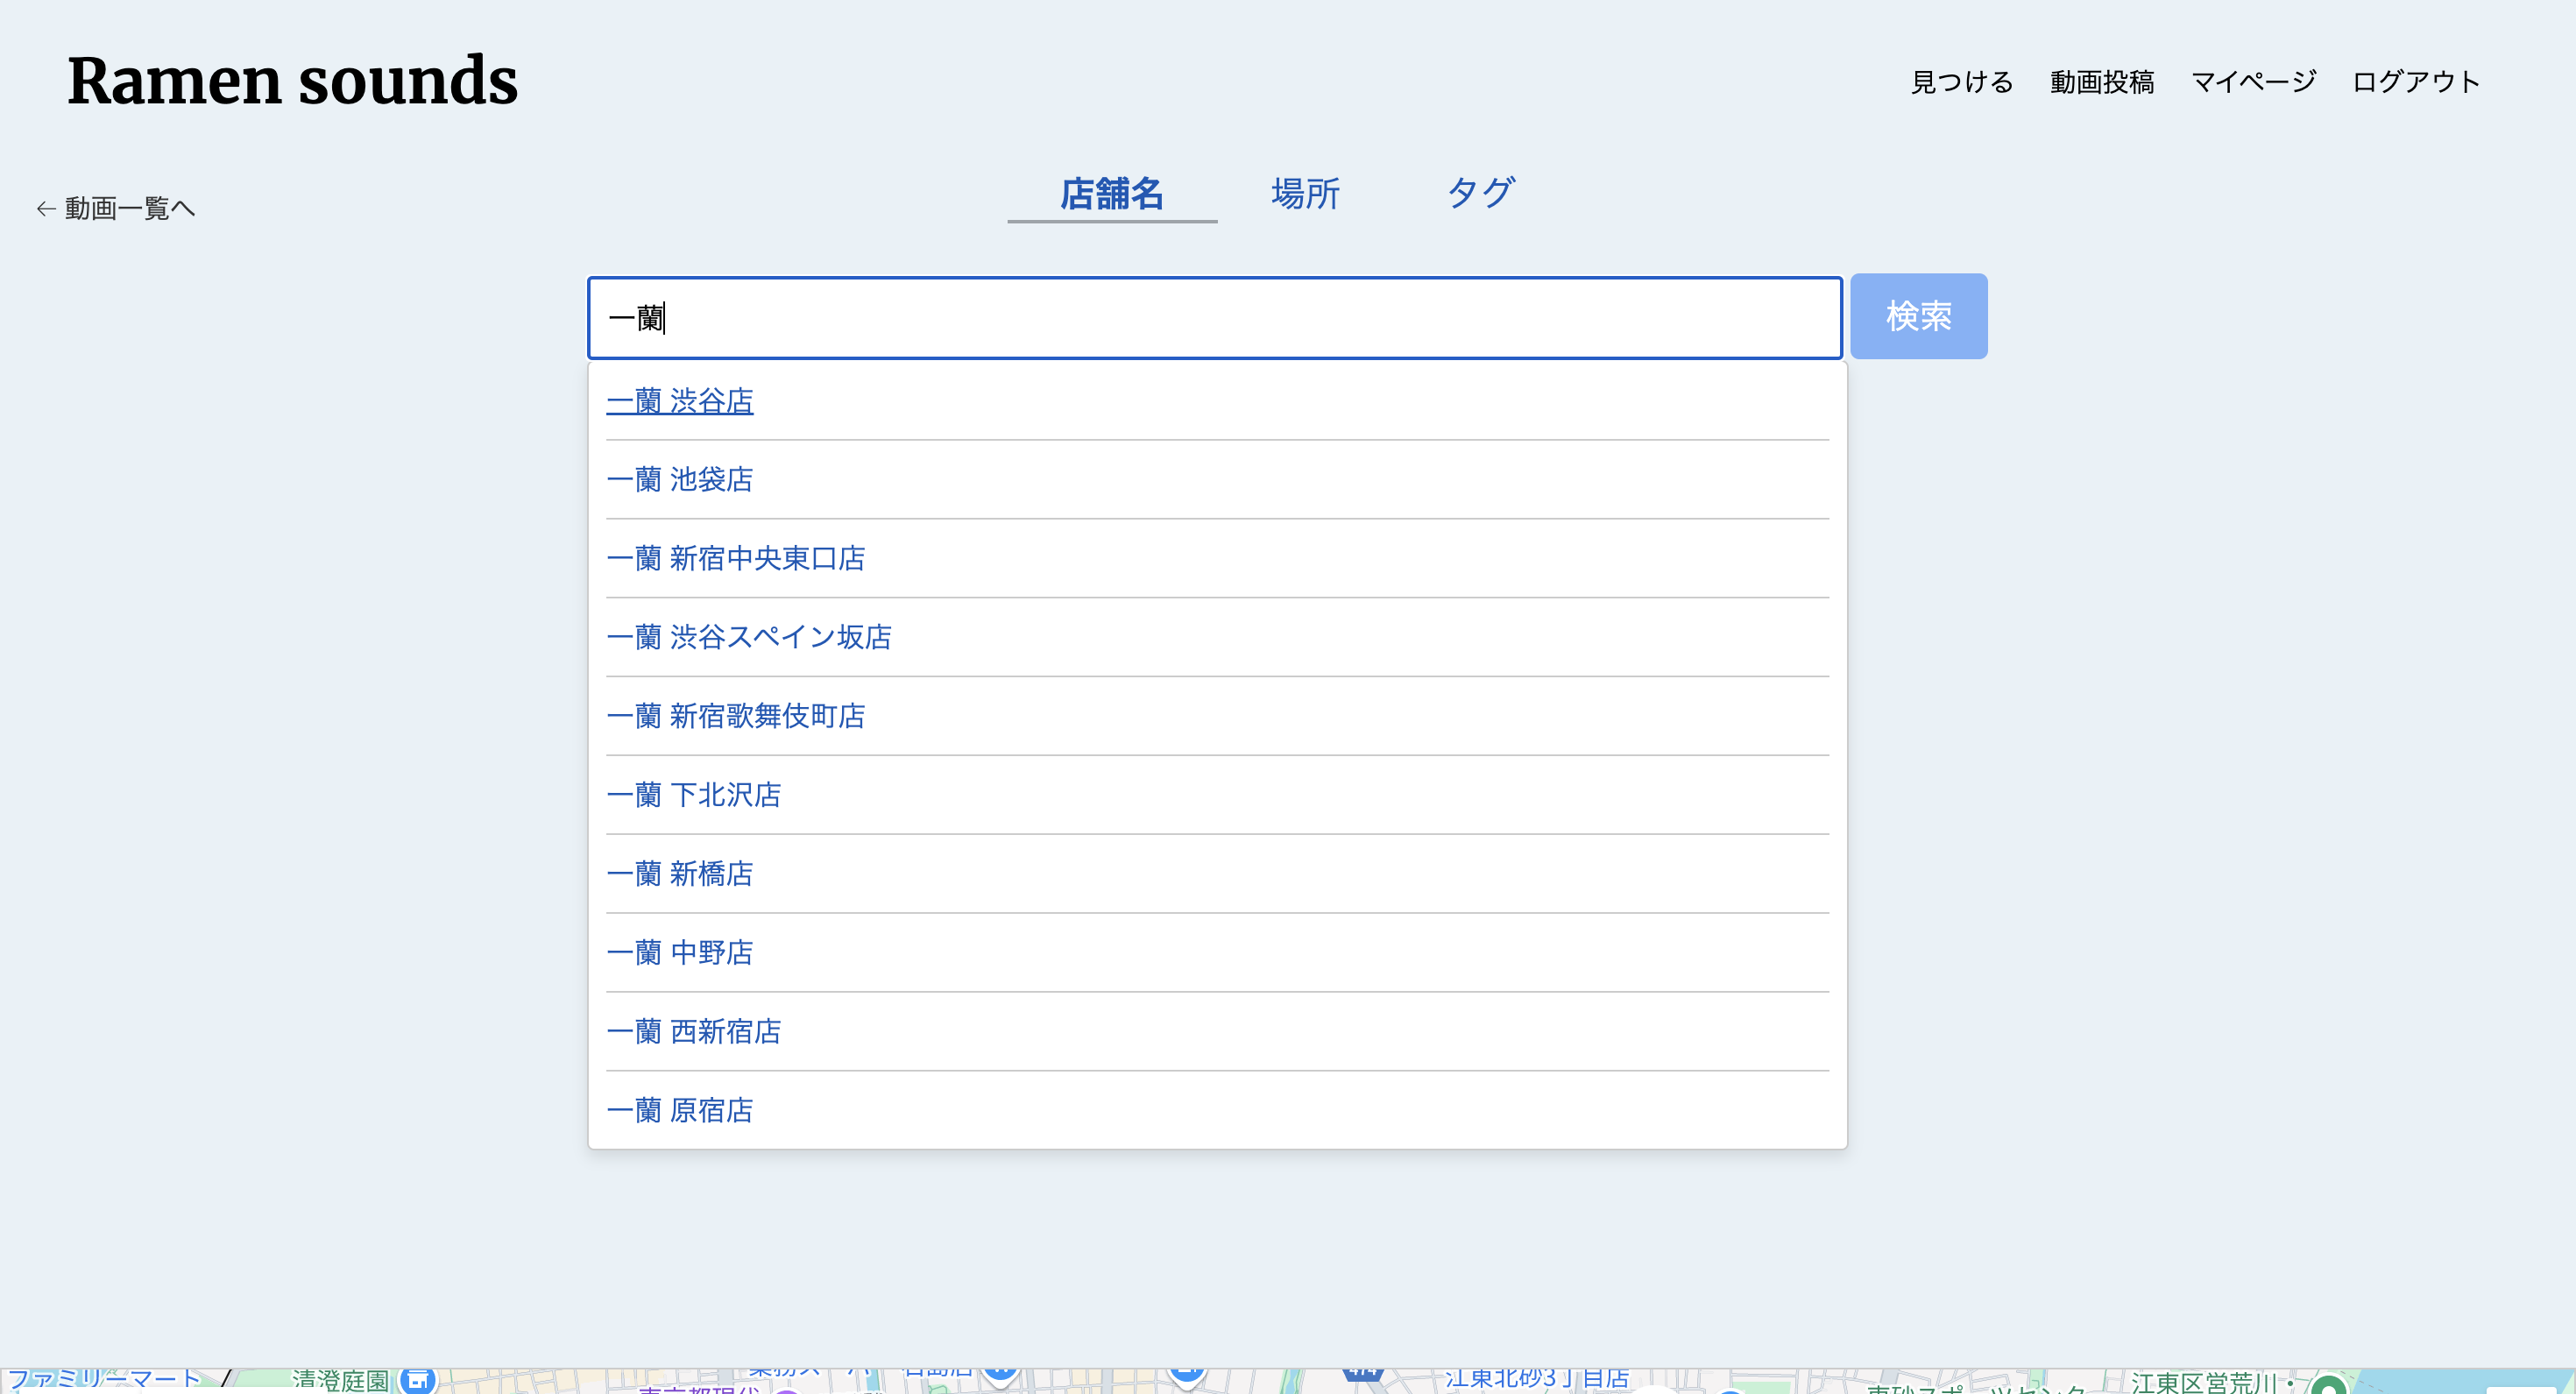 Ramen sounds
見つける 動画投稿 マイページ ログアウト
← 動画一覧へ
店舗名 場所 タグ
一蘭
検索
一蘭 渋谷店
一蘭 池袋店
一蘭 新宿中央東口店
一蘭 渋谷スペイン坂店
一蘭 新宿歌舞伎町店
一蘭 下北沢店
一蘭 新橋店
一蘭 中野店
一蘭 西新宿店
一蘭 原宿店
ファミリーマート
清澄庭園
江東北砂3丁目店
江東区営荒川・